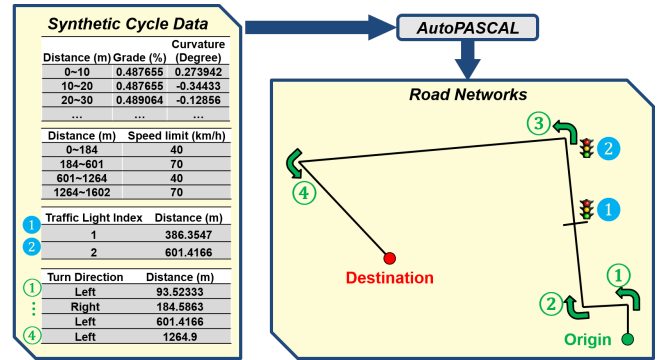 Synthetic Cycle Data
Distance (m) Grade (%) Curvature (Degree)
0~10 0.487655 0.273942
10~20 0.487655 -0.34433
20~30 0.489064 -0.12856
... ... ...
Distance (m) Speed limit (km/h)
0~184 40
184~601 70
601~1264 40
1264~1602 70
Traffic Light Index Distance (m)
1 1 386.3547
2 2 601.4166
Turn Direction Distance (m)
1 Left 93.52333
⋮ Right 184.5863
Left 601.4166
4 Left 1264.9
AutoPASCAL
Road Networks
3
2
4
1
1
2
Destination
Origin